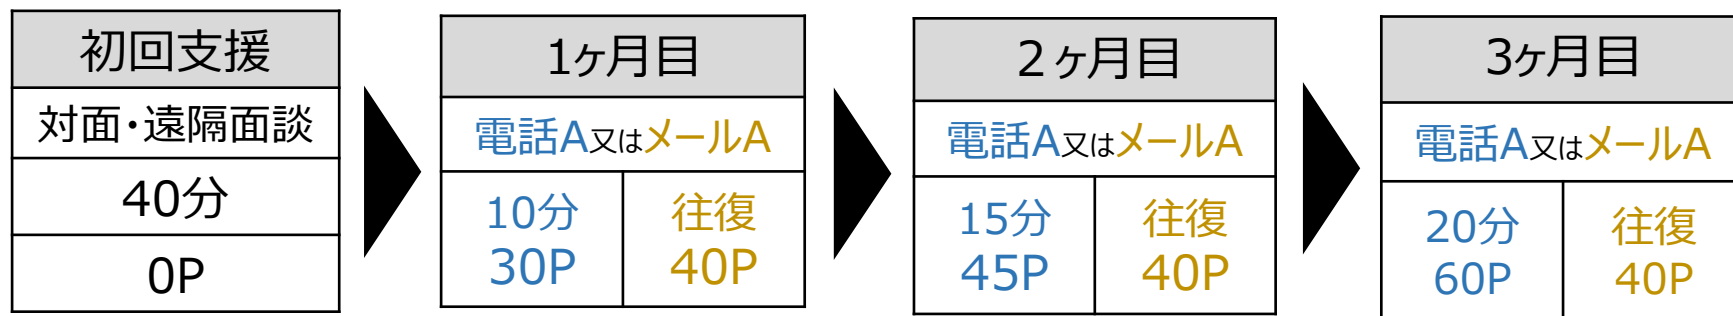 初回支援
対面・遠隔面談
40分
0P
1ヶ月目
電話A又はメールA
10分 往復
30P 40P
2ヶ月目
電話A又はメールA
15分 往復
45P 40P
3ヶ月目
電話A又はメールA
20分 往復
60P 40P